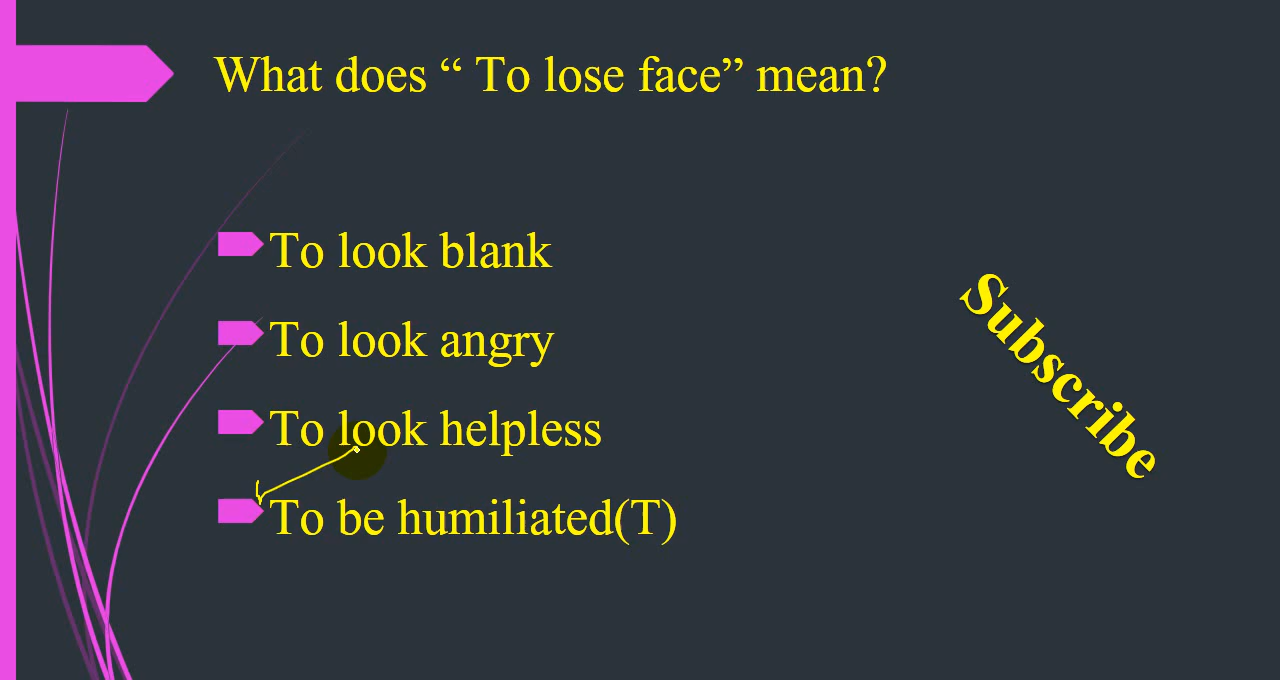 What does “ To lose face” mean?
To look blank
To look angry
To look helpless
To be humiliated(T)
Subscribe